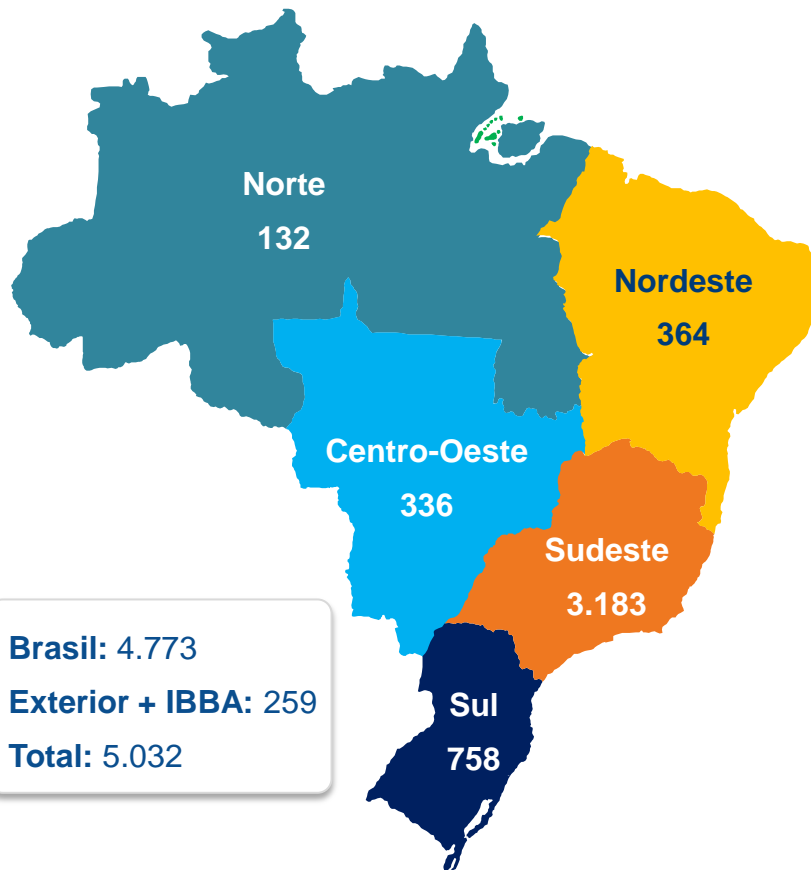 Norte
132
Nordeste
364
Centro-Oeste
336
Sudeste
3.183
Brasil: 4.773
Exterior + IBBA: 259
Total: 5.032
Sul
758